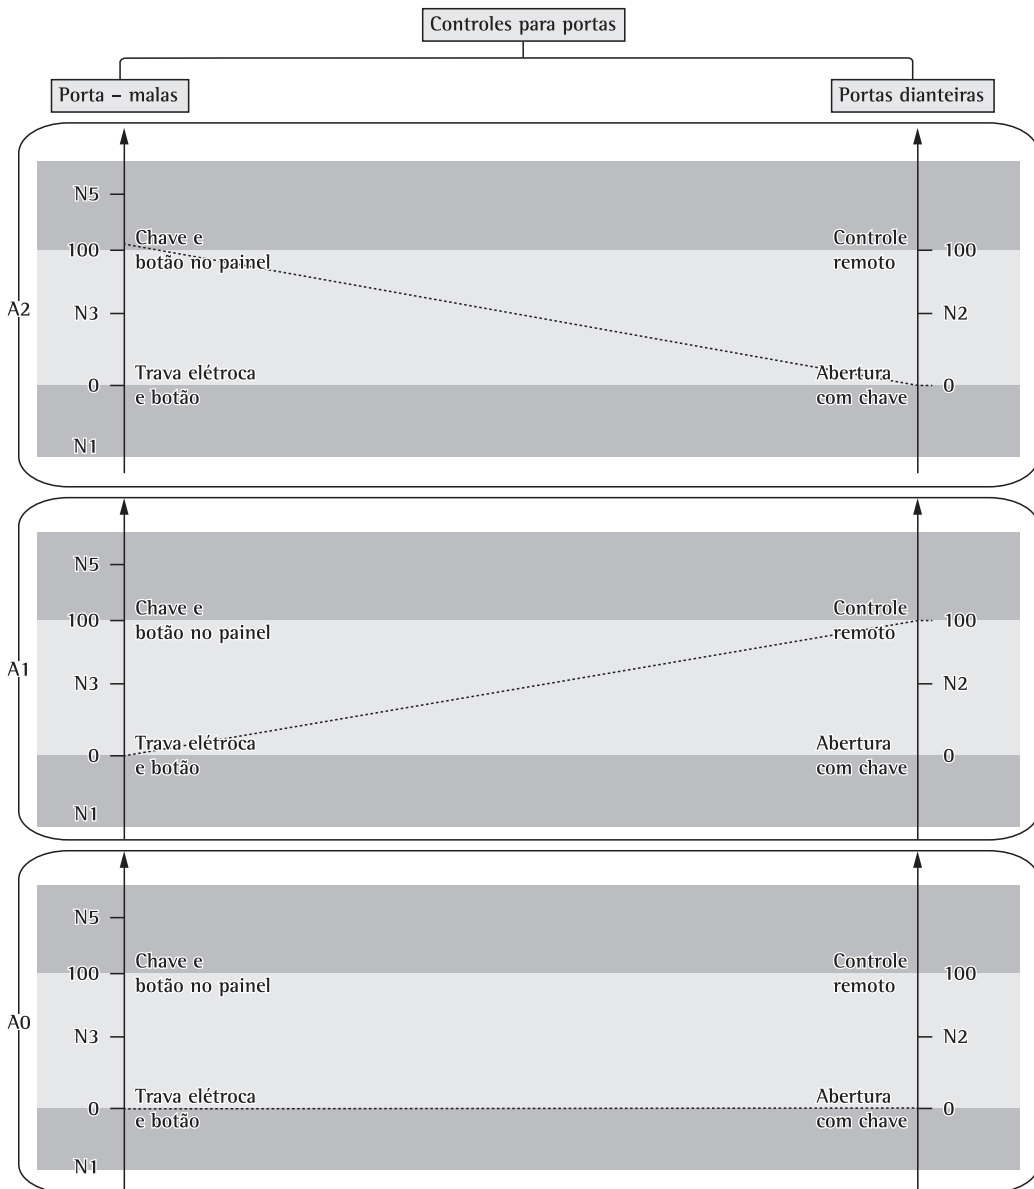 Controles para portas
Porta – malas
Portas dianteiras
A2
N5
100
N3
0
N1
Chave e
botão no painel
Trava elétroca
e botão
Controle
remoto
Abertura
com chave
100
N2
0
A1
N5
100
N3
0
N1
Chave e
botão no painel
Trava elétroca
e botão
Controle
remoto
Abertura
com chave
100
N2
0
A0
N5
100
N3
0
N1
Chave e
botão no painel
Trava elétroca
e botão
Controle
remoto
Abertura
com chave
100
N2
0